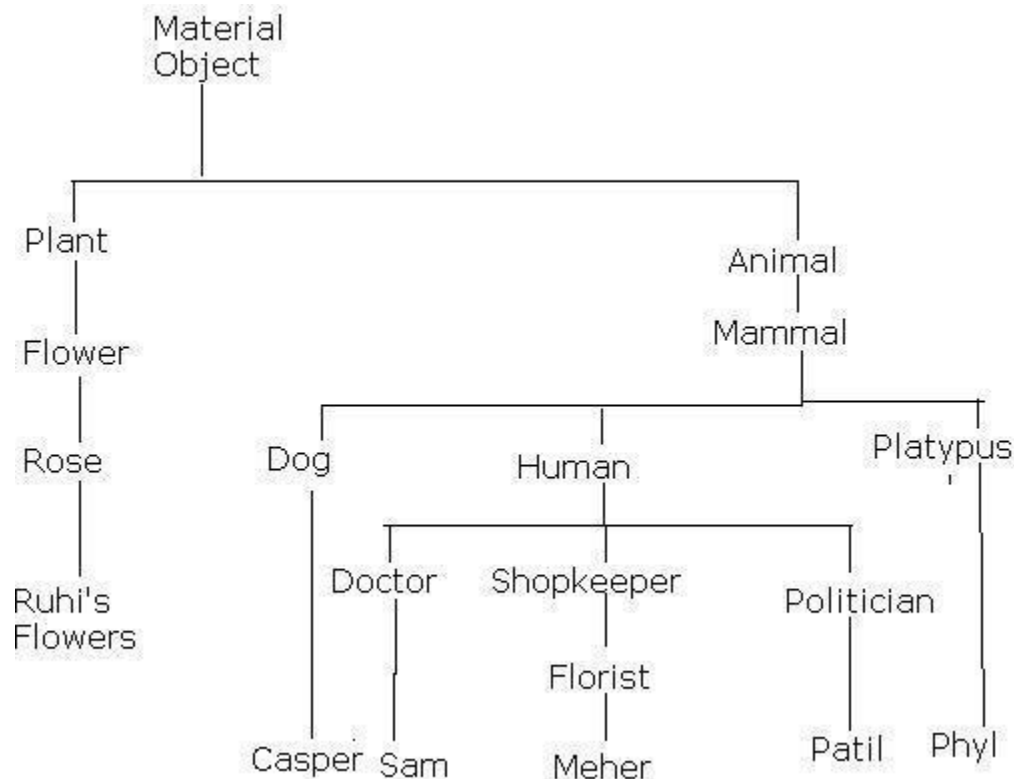 Material
Object
Plant
Animal
Mammal
Flower
Rose
Dog
Human
Platypus
Doctor
Shopkeeper
Politician
Ruhi's
Flowers
Florist
Casper
Sam
Meher
Patil
Phyl